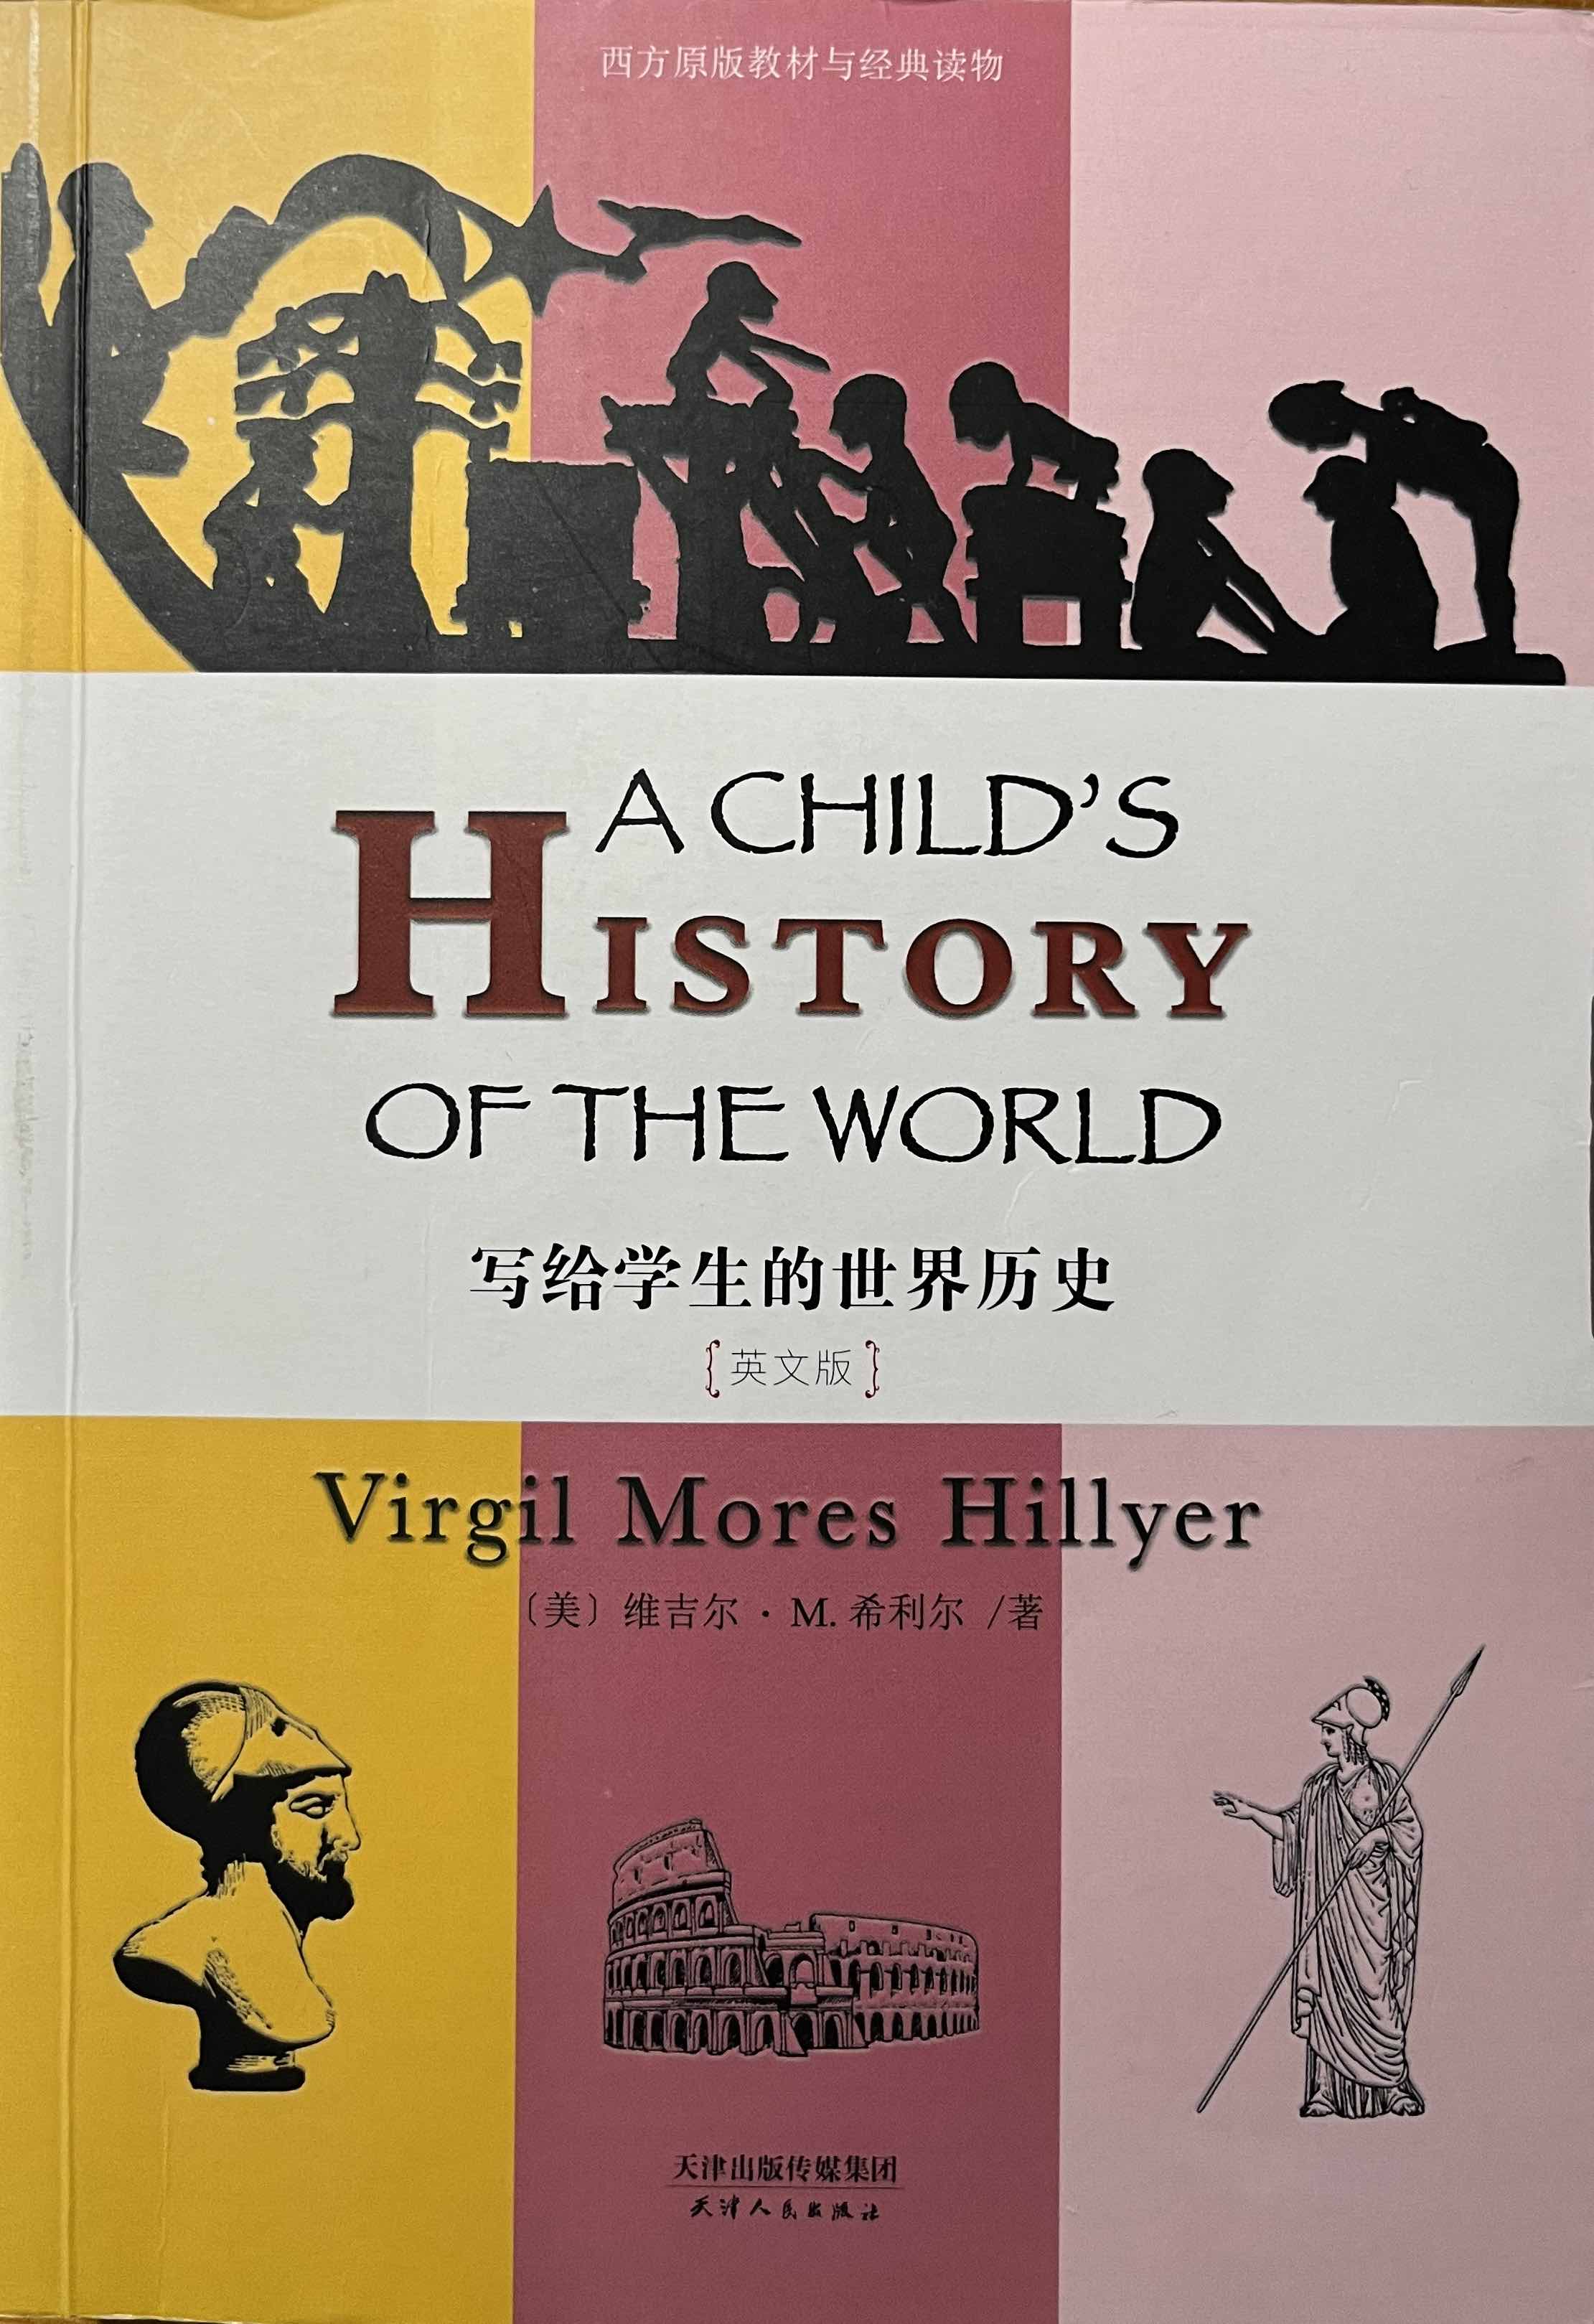 西方原版教材与经典读物
A CHILD'S
HISTORY
OF THE WORLD
写给学生的世界历史
{英文版}
Virgil Mores Hillyer
〔美〕维吉尔·M. 希利尔 /著
天津出版传媒集团
天津人民出版社